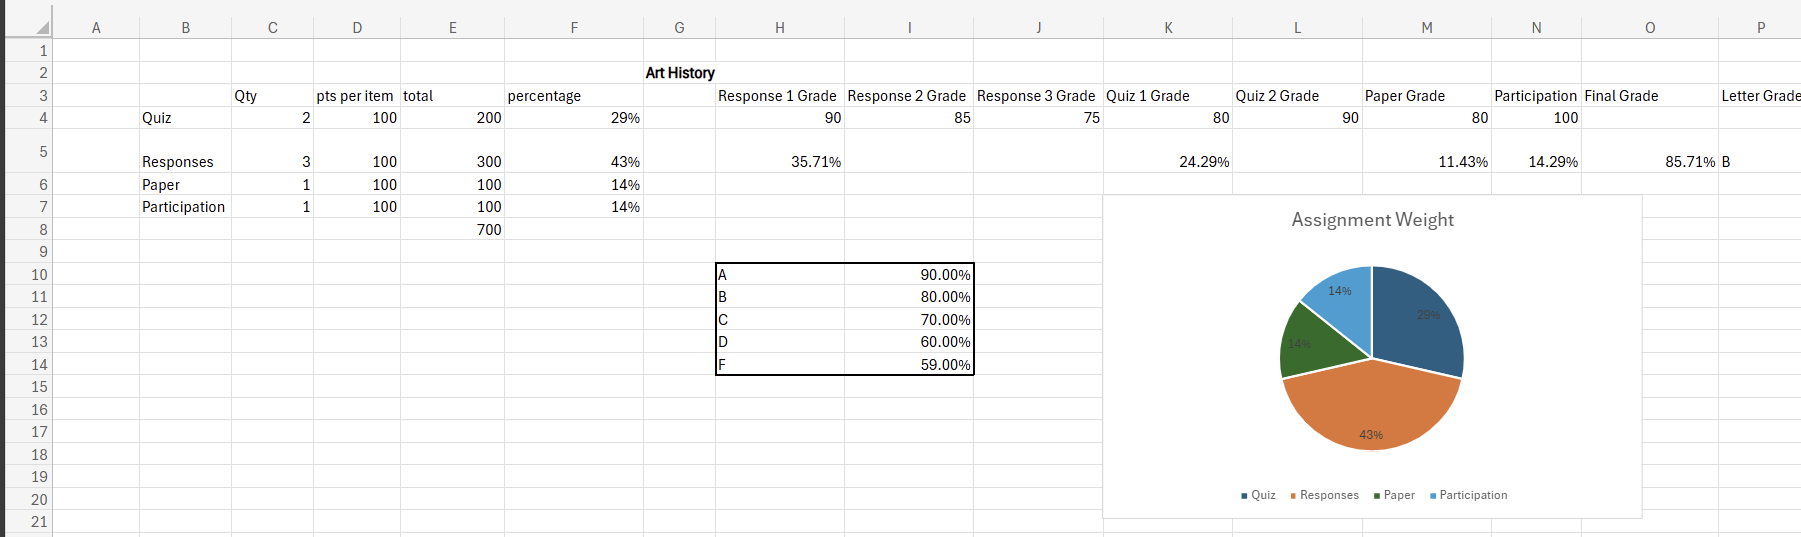 A B C D E F G H I J K L M N O P
1
2 Art History
3 Qty pts per item total percentage Response 1 Grade Response 2 Grade Response 3 Grade Quiz 1 Grade Quiz 2 Grade Paper Grade Participation Final Grade Letter Grade
4 Quiz 2 100 200 29% 90 85 75 80 90 80 100
5 Responses 3 100 300 43% 35.71% 24.29% 11.43% 14.29% 85.71% B
6 Paper 1 100 100 14%
7 Participation 1 100 100 14%
8 700
9
10 A 90.00%
11 B 80.00%
12 C 70.00%
13 D 60.00%
14 F 59.00%
15
16
17
18
19
20
21
Assignment Weight
14% 29%
14%
43%
Quiz Responses Paper Participation